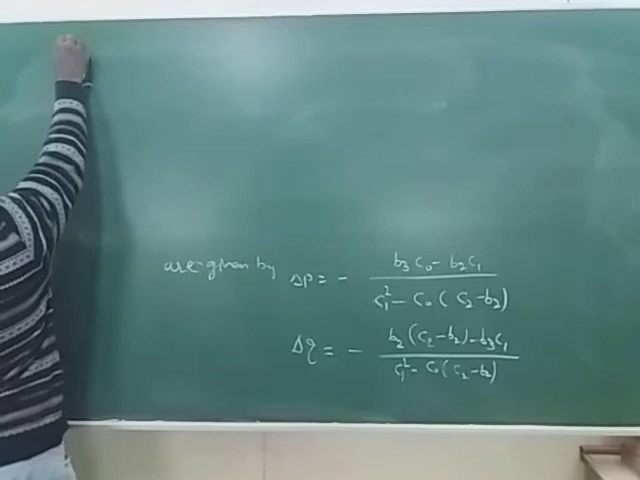 are given by Δp = - (b₃c₀ - b₂c₁) / (c₁² - c₀(c₂ - b₂))
Δq = - (b₂(c₂ - b₂) - b₃c₁) / (c₁² - c₀(c₂ - b₂))